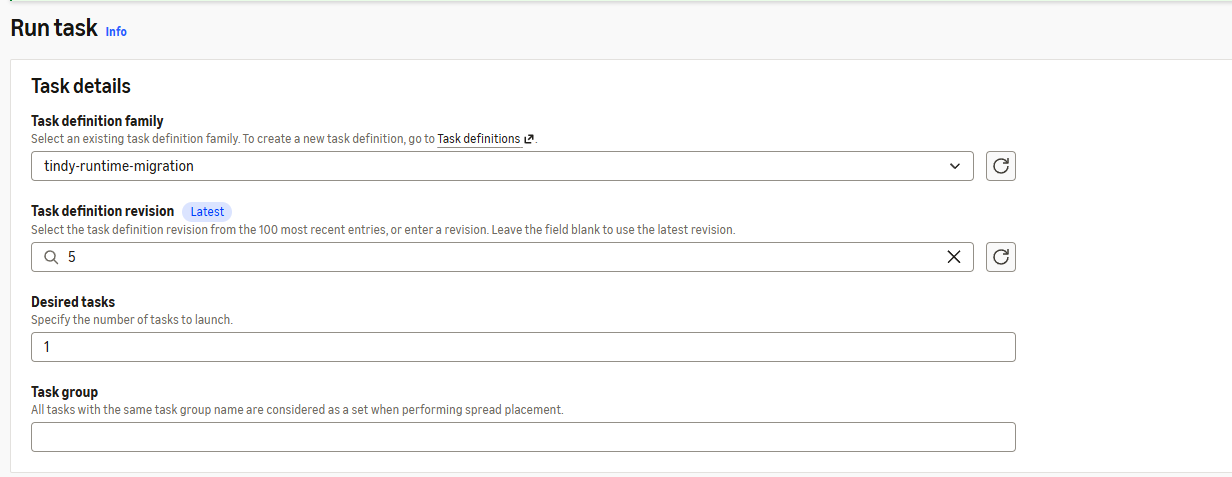 Run task Info
Task details
Task definition family
Select an existing task definition family. To create a new task definition, go to Task definitions.
tindy-runtime-migration
Task definition revision Latest
Select the task definition revision from the 100 most recent entries, or enter a revision. Leave the field blank to use the latest revision.
5
Desired tasks
Specify the number of tasks to launch.
1
Task group
All tasks with the same task group name are considered as a set when performing spread placement.